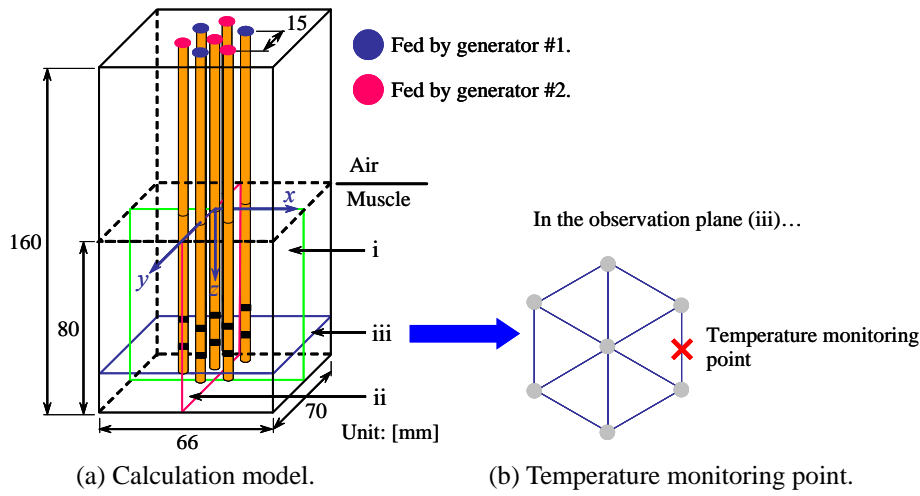 15
Fed by generator #1.
Fed by generator #2.
Air
Muscle
x
y
z
160
80
i
iii
ii
70
66
Unit: [mm]
In the observation plane (iii)…
Temperature monitoring
point
(a) Calculation model.
(b) Temperature monitoring point.